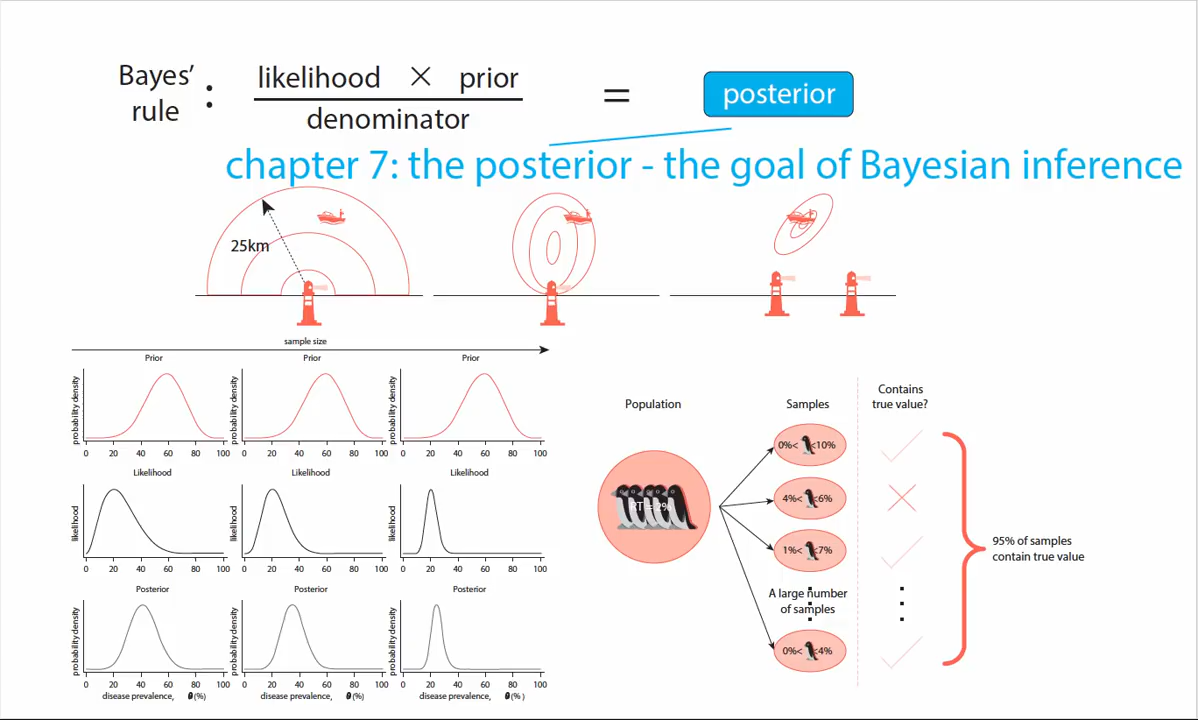 Bayes’ rule :
likelihood × prior
denominator
=
posterior
chapter 7: the posterior - the goal of Bayesian inference
25km
sample size
Prior
Prior
Prior
probability density
probability density
probability density
0 20 40 60 80 100
0 20 40 60 80 100
0 20 40 60 80 100
Likelihood
Likelihood
Likelihood
likelihood
likelihood
likelihood
0 20 40 60 80 100
0 20 40 60 80 100
0 20 40 60 80 100
Posterior
Posterior
Posterior
probability density
probability density
probability density
0 20 40 60 80 100
0 20 40 60 80 100
0 20 40 60 80 100
disease prevalence, θ (%)
disease prevalence, θ (%)
disease prevalence, θ (% )
Population
Samples
Contains
true value?
RT = 2%
0%< <10%
4%< <6%
1%< <7%
A large number
of samples
0%< <4%
95% of samples
contain true value